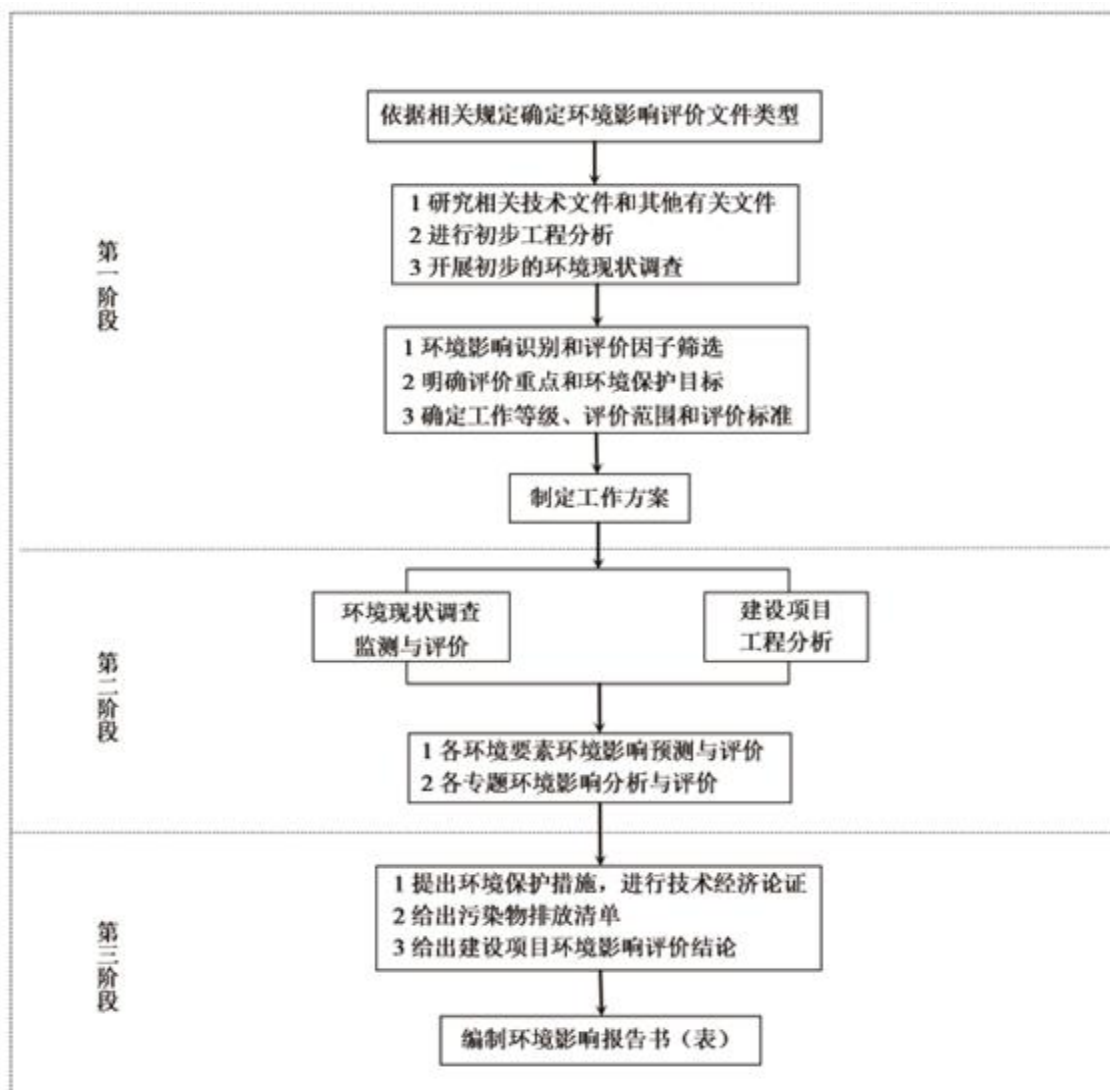 依据相关规定确定环境影响评价文件类型
1 研究相关技术文件和其他有关文件
2 进行初步工程分析
3 开展初步的环境现状调查
第一阶段
1 环境影响识别和评价因子筛选
2 明确评价重点和环境保护目标
3 确定工作等级、评价范围和评价标准
制定工作方案
环境现状调查
监测与评价
建设项目
工程分析
第二阶段
1 各环境要素环境影响预测与评价
2 各专题环境影响分析与评价
1 提出环境保护措施，进行技术经济论证
2 给出污染物排放清单
3 给出建设项目环境影响评价结论
第三阶段
编制环境影响报告书（表）